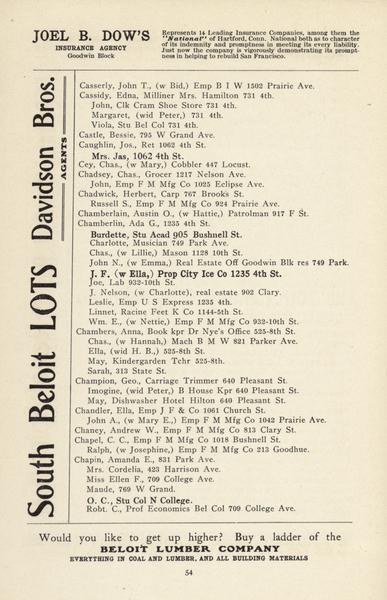 JOEL B. DOW'S
INSURANCE AGENCY
Goodwin Block
Represents 14 Leading Insurance Companies, among them the
"National" of Hartford, Conn. National both as to character
of its indemnity and promptness in meeting its every liability.
Just now the company is vigorously demonstrating its prompt-
ness in helping to rebuild San Francisco.
South Beloit LOTS Davidson Bros.
AGENTS
Casserly, John T., (w Bid,) Emp B I W 1502 Prairie Ave.
Cassidy, Edna, Milliner Mrs. Hamilton 731 4th.
John, Clk Cram Shoe Store 731 4th.
Margaret, (wid Peter,) 731 4th.
Viola, Stu Bel Col 731 4th.
Castle, Bessie, 795 W Grand Ave.
Caughlin, Jos., Ret 1062 4th St.
Mrs. Jas, 1062 4th St.
Cey, Chas., (w Mary,) Cobbler 447 Locust.
Chadsey, Chas., Grocer 1217 Nelson Ave.
John, Emp F M Mfg Co 1025 Eclipse Ave.
Chadwick, Herbert, Carp 767 Brooks St.
Russell S., Emp F M Mfg Co 924 Prairie Ave.
Chamberlain, Austin O., (w Hattie,) Patrolman 917 F St.
Chamberlin, Ada G., 1235 4th St.
Burdette, Stu Acad 905 Bushnell St.
Charlotte, Musician 749 Park Ave.
Chas., (w Lillie,) Mason 1128 10th St.
John N., (w Emma,) Real Estate Off Goodwin Blk res 749 Park.
J. F. (w Ella,) Prop City Ice Co 1235 4th St.
Joe, Lab 932-10th St.
J. Nelson, (w Charlotte), real estate 902 Clary.
Leslie, Emp U S Express 1235 4th.
Linnet, Racine Feet K Co 1144-5th St.
Wm. E., (w Nettie,) Emp F M Mfg Co 932-10th St.
Chambers, Anna, Book kpr Dr Nye's Office 525-8th St.
Chas., (w Hannah,) Mach B M W 821 Parker Ave.
Ella, (wid H. B.,) 525-8th St.
May, Kindergarden Tchr 525-8th.
Sarah, 313 State St.
Champion, Geo., Carriage Trimmer 640 Pleasant St.
Imogine, (wid Peter,) B House Kpr 640 Pleasant St.
May, Dishwasher Hotel Hilton 640 Pleasant St.
Chandler, Ella, Emp J F & Co 1061 Church St.
John A., (w Mary E.,) Emp F M Mfg Co 1042 Prairie Ave.
Chaney, Andrew W., Emp F M Mfg Co 813 Clary St.
Chapel, C. C., Emp F M Mfg Co 1018 Bushnell St.
Ralph, (w Josephine,) Emp F M Mfg Co 213 Goodhue.
Chapin, Amanda E., 831 Park Ave.
Mrs. Cordelia, 423 Harrison Ave.
Miss Ellen F., 709 College Ave.
Maude, 769 W Grand.
O. C., Stu Col N College.
Robt. C., Prof Economics Bel Col 709 College Ave.
Would you like to get up higher? Buy a ladder of the
BELOIT LUMBER COMPANY
EVERYTHING IN COAL AND LUMBER, AND ALL BUILDING MATERIALS
54